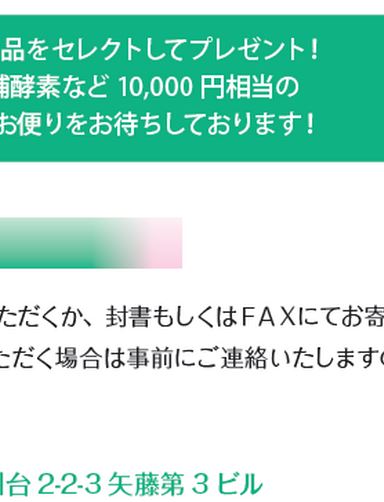 品をセレクトしてプレゼント!
酵素など 10,000 円相当の
お便りをお待ちしております!
ただくか、封書もしくはFAXにてお寄
ただく場合は事前にご連絡いたしますの
台 2-2-3 矢藤第 3 ビル